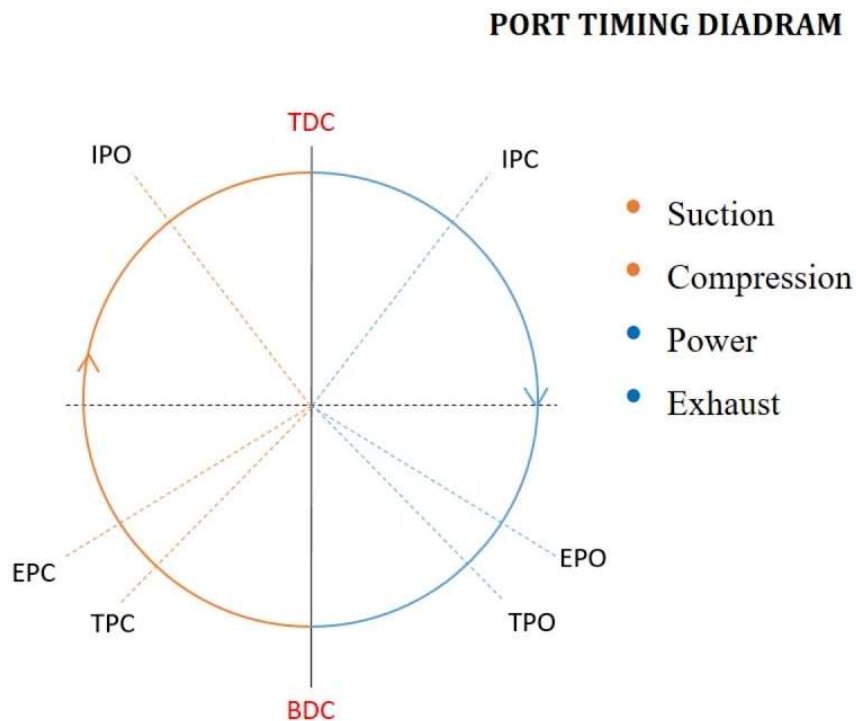 PORT TIMING DIADRAM
TDC
IPO
IPC
Suction
Compression
Power
Exhaust
EPC
EPO
TPC
TPO
BDC